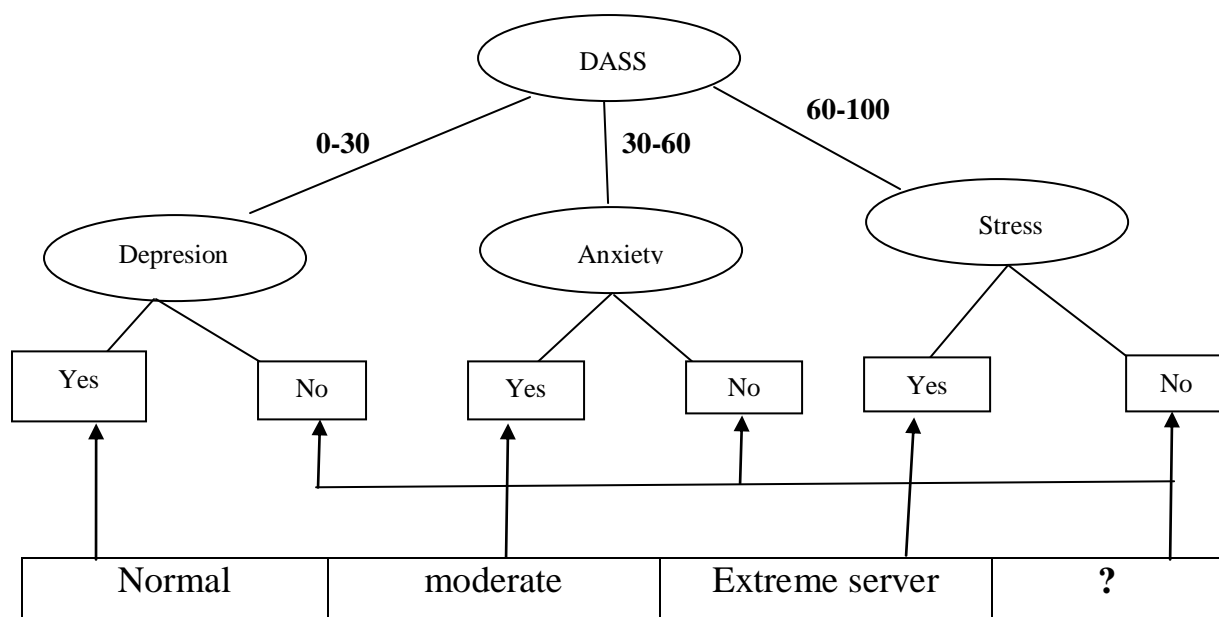 DASS
60-100
0-30
30-60
Stress
Depresion
Anxiety
Yes
No
Yes
No
Yes
No
Normal
moderate
Extreme server
?